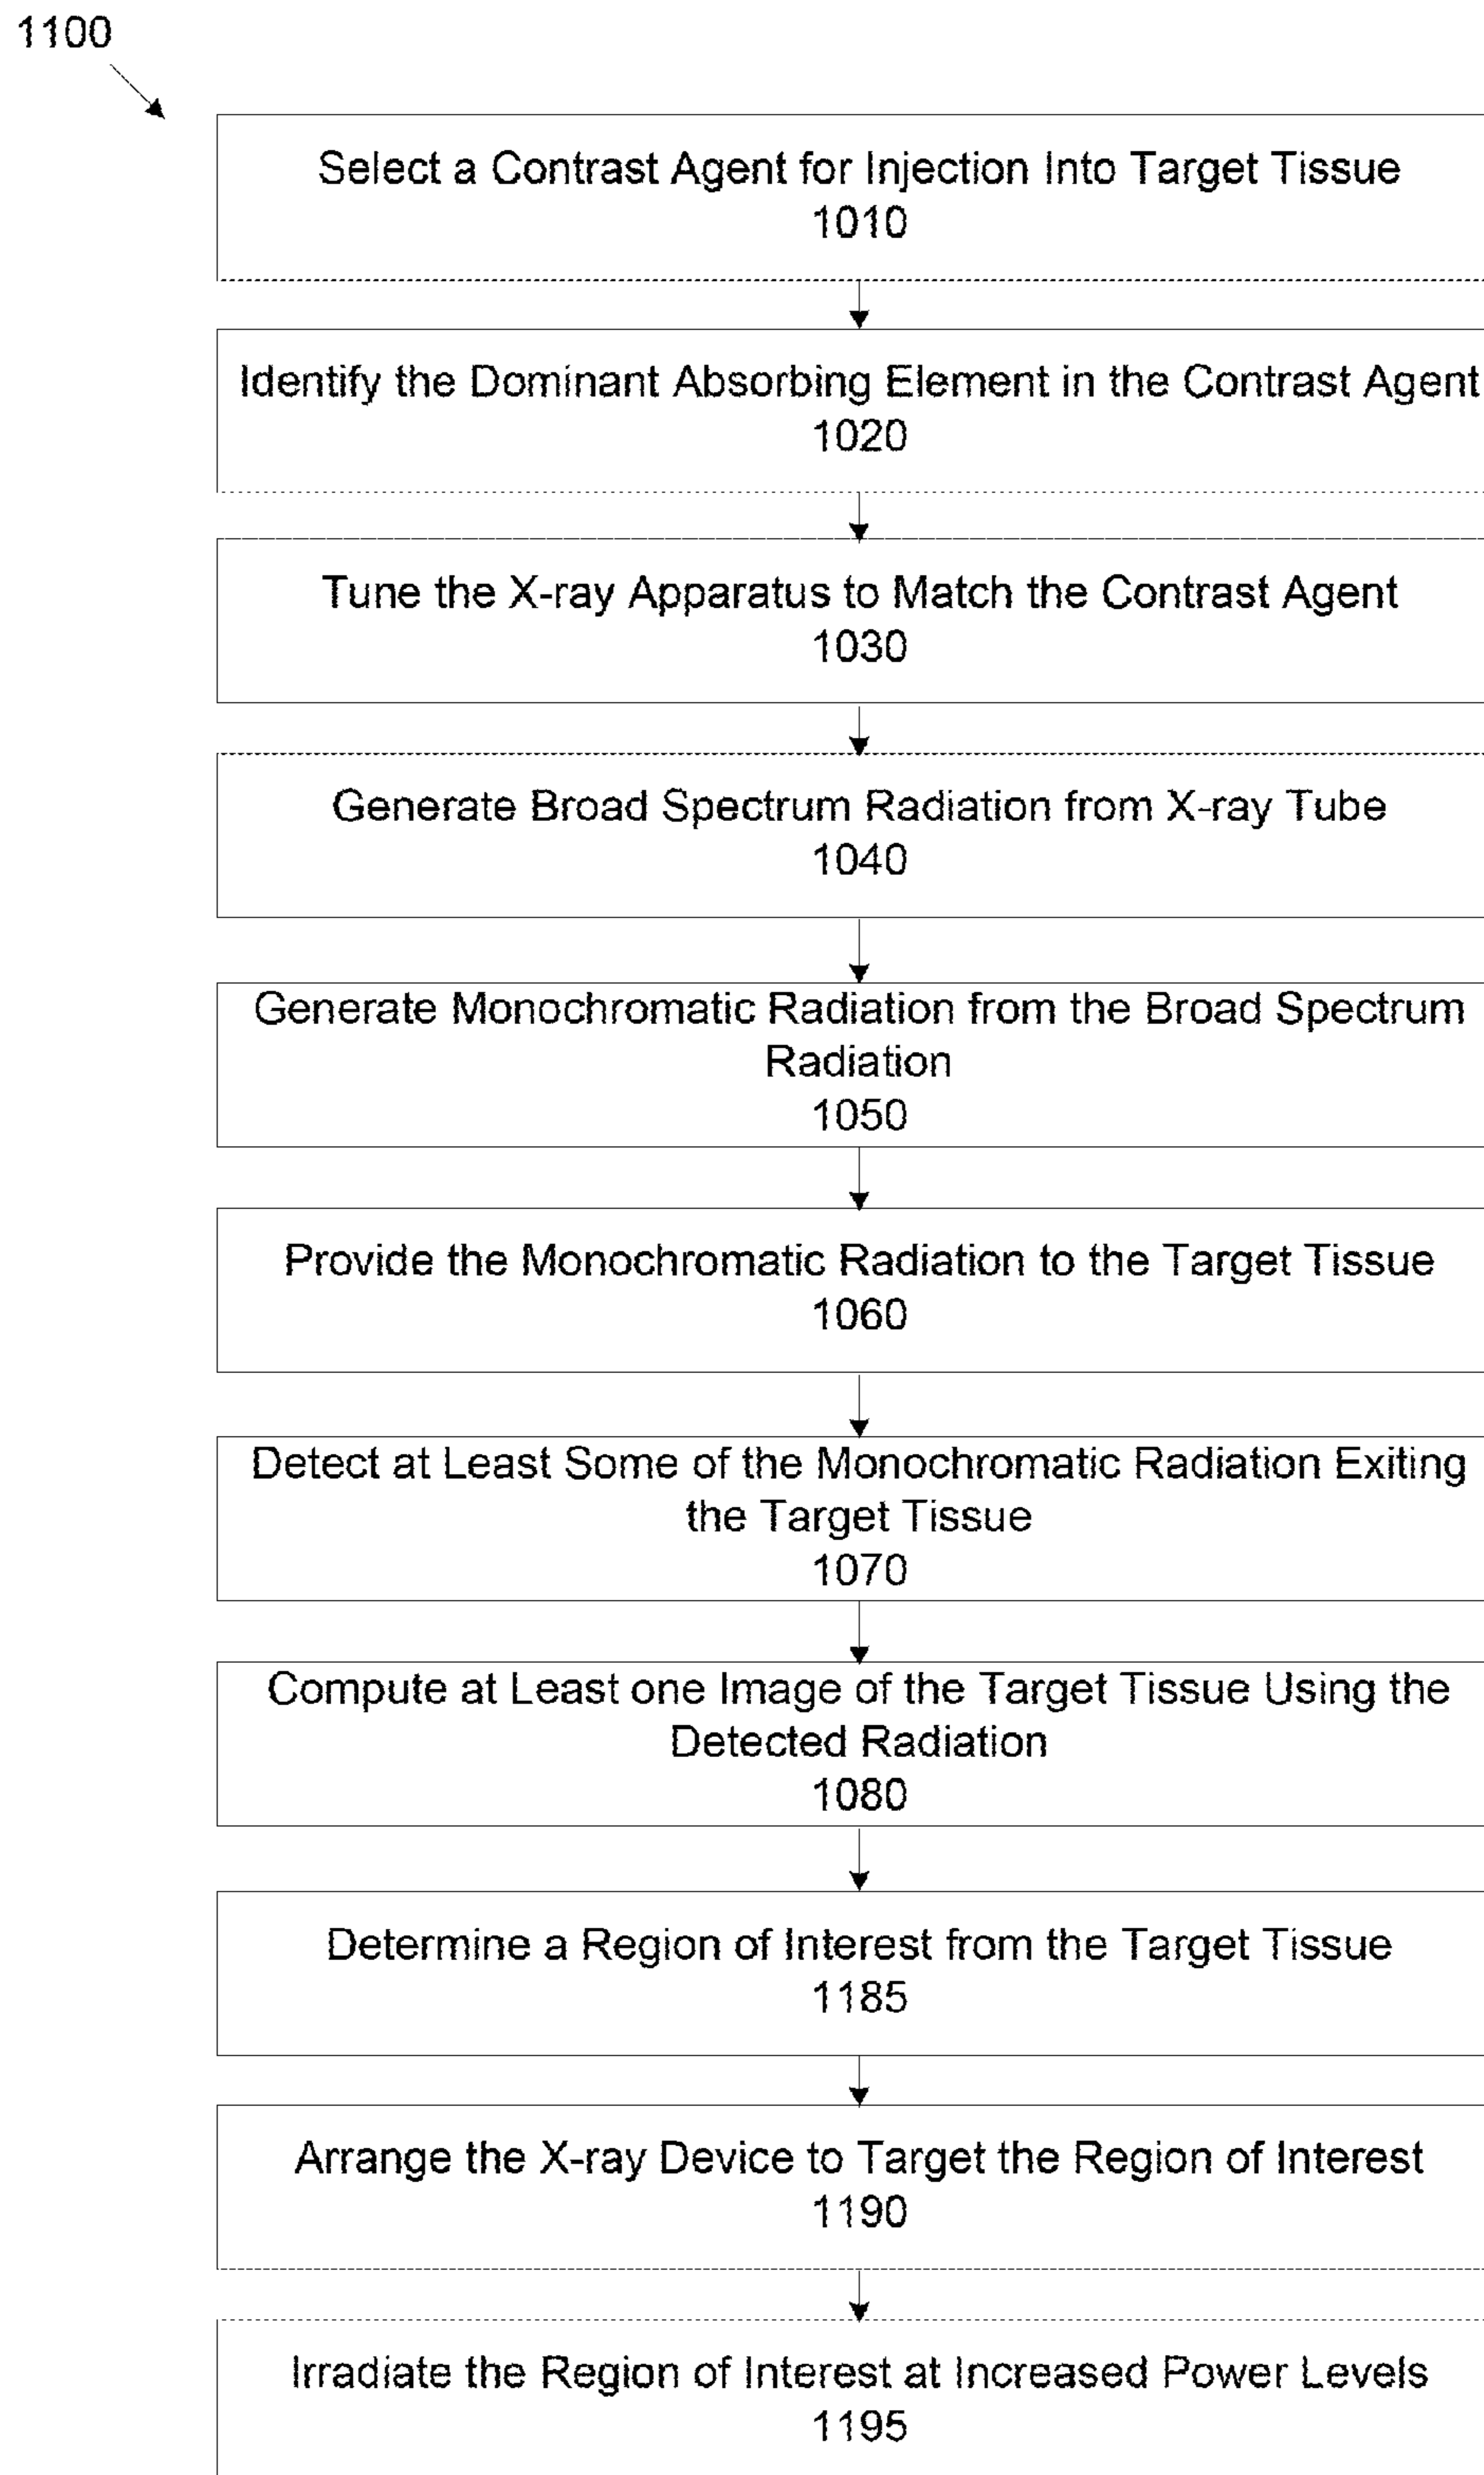 1100
Select a Contrast Agent for Injection Into Target Tissue
1010
Identify the Dominant Absorbing Element in the Contrast Agent
1020
Tune the X-ray Apparatus to Match the Contrast Agent
1030
Generate Broad Spectrum Radiation from X-ray Tube
1040
Generate Monochromatic Radiation from the Broad Spectrum
Radiation
1050
Provide the Monochromatic Radiation to the Target Tissue
1060
Detect at Least Some of the Monochromatic Radiation Exiting
the Target Tissue
1070
Compute at Least one Image of the Target Tissue Using the
Detected Radiation
1080
Determine a Region of Interest from the Target Tissue
1185
Arrange the X-ray Device to Target the Region of Interest
1190
Irradiate the Region of Interest at Increased Power Levels
1195